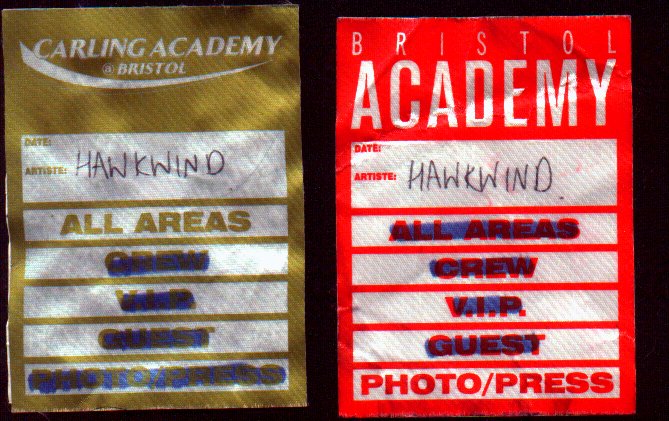 CARLING ACADEMY
@ BRISTOL
DATE:
ARTISTE: HAWKWIND
ALL AREAS
CREW
V.I.P.
GUEST
PHOTO/PRESS
BRISTOL
ACADEMY
DATE:
ARTISTE: HAWKWIND
ALL AREAS
CREW
V.I.P.
GUEST
PHOTO/PRESS